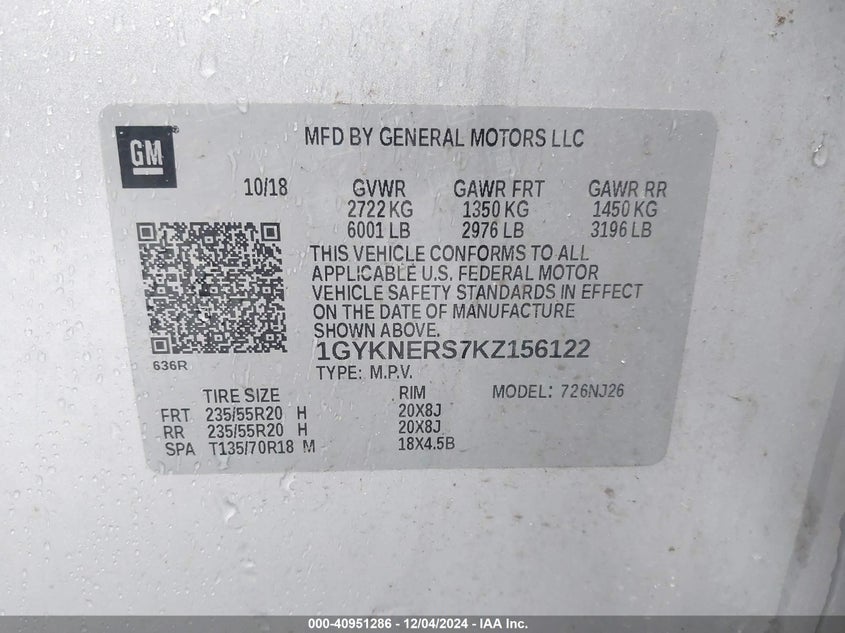 GM
MFD BY GENERAL MOTORS LLC
10/18 GVWR GAWR FRT GAWR RR
2722 KG 1350 KG 1450 KG
6001 LB 2976 LB 3196 LB
THIS VEHICLE CONFORMS TO ALL
APPLICABLE U.S. FEDERAL MOTOR
VEHICLE SAFETY STANDARDS IN EFFECT
ON THE DATE OF MANUFACTURE
SHOWN ABOVE.
1GYKNERS7KZ156122
636R
TYPE: M.P.V.
TIRE SIZE RIM MODEL: 726NJ26
FRT 235/55R20 H 20X8J
RR 235/55R20 H 20X8J
SPA T135/70R18 M 18X4.5B
000-40951286 - 12/04/2024 - IAA Inc.